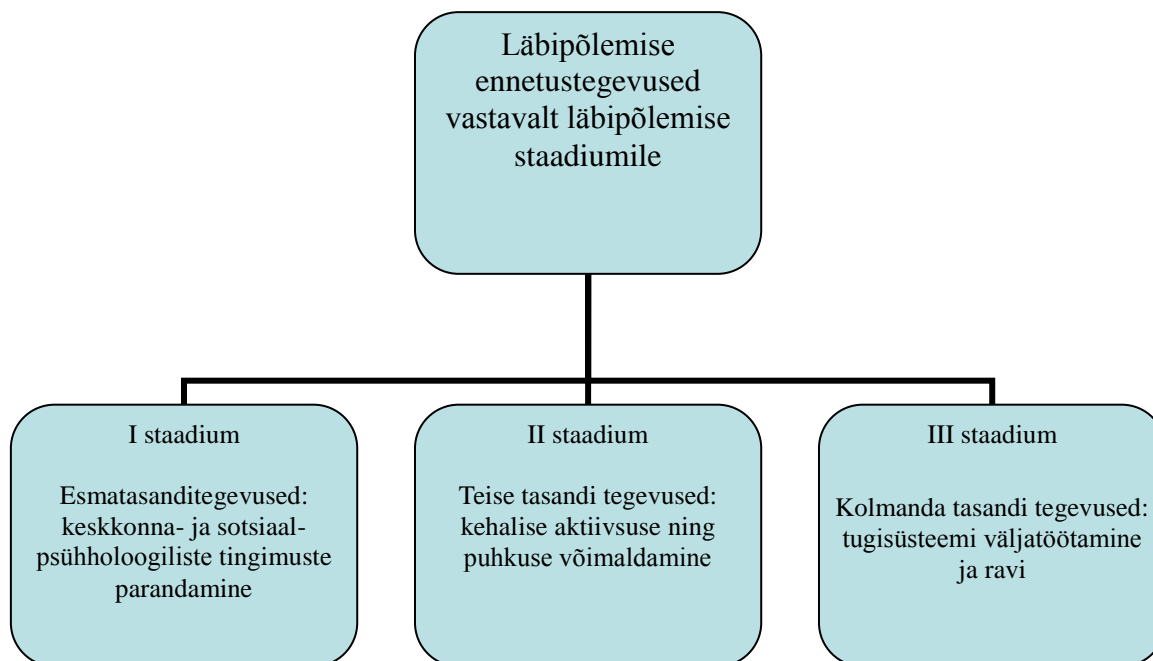 Läbipõlemise
ennetustegevused
vastavalt läbipõlemise
staadiumile
I staadium
Esmatasanditegevused:
keskkonna- ja sotsiaal-
psühholoogiliste tingimuste
parandamine
II staadium
Teise tasandi tegevused:
kehalise aktiivsuse ning
puhkuse võimaldamine
III staadium
Kolmanda tasandi tegevused:
tugisüsteemi väljatöötamine
ja ravi